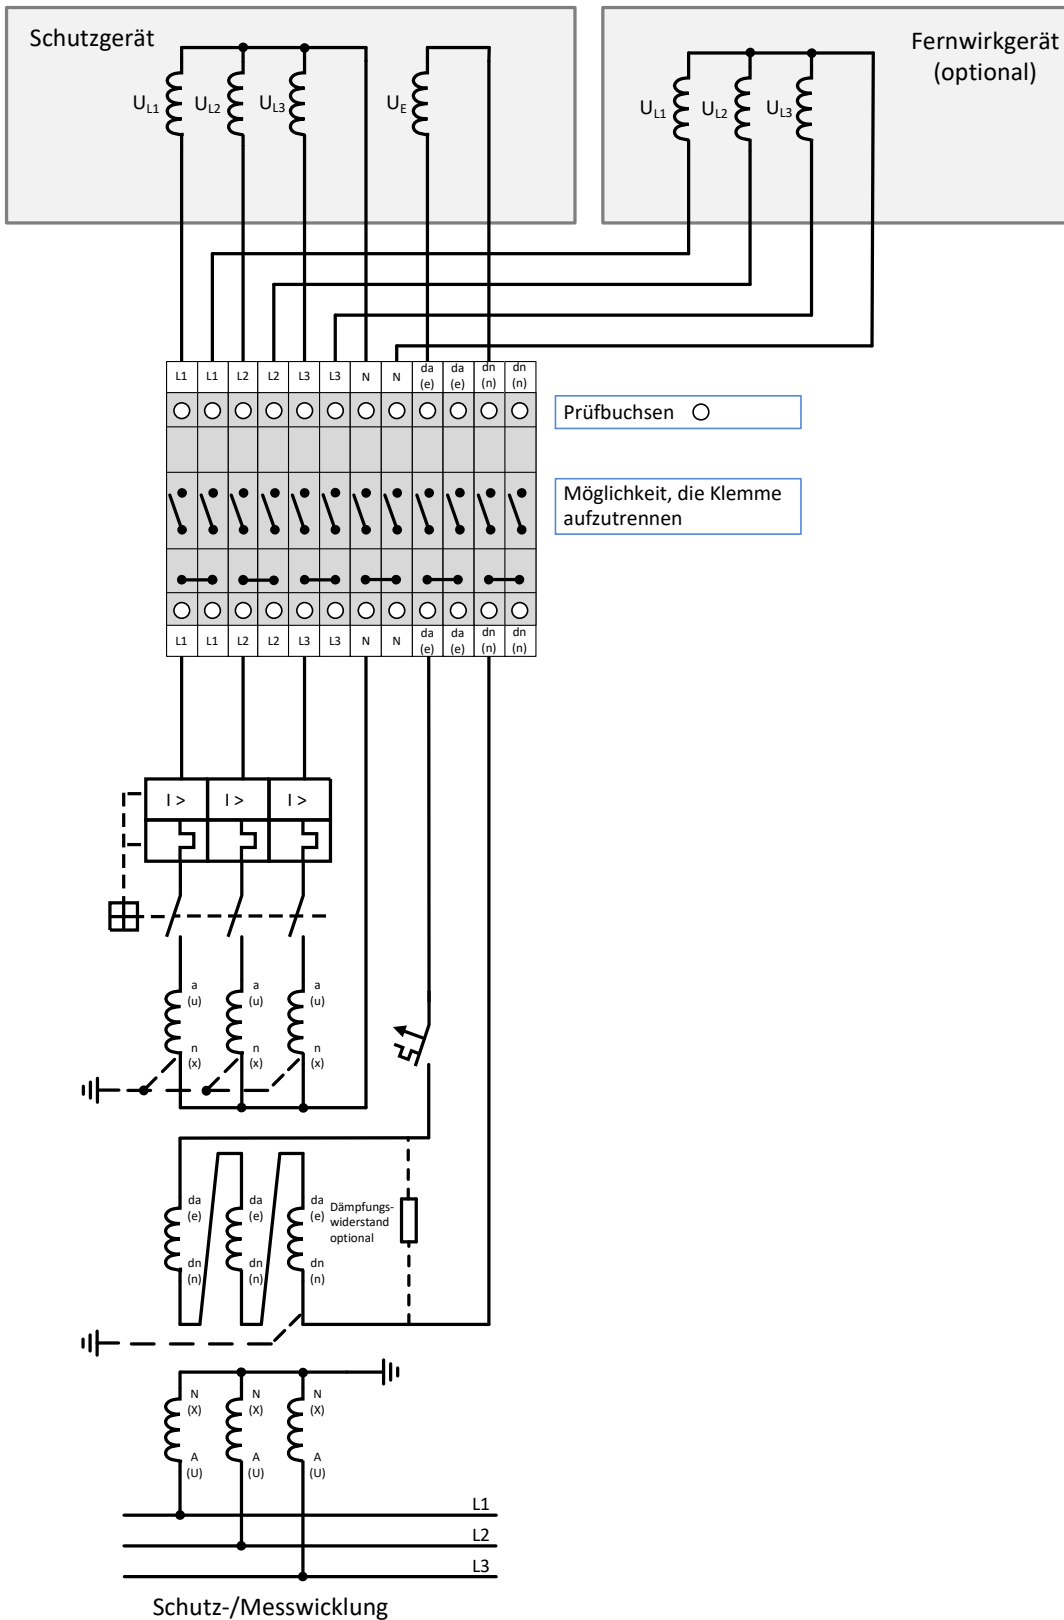 Schutzgerät
Fernwirkgerät
(optional)
UL1 UL2 UL3 UE
UL1 UL2 UL3
L1 L1 L2 L2 L3 L3 N N da (e) da (e) dn (n) dn (n)
Prüfbuchsen
Möglichkeit, die Klemme
aufzutrennen
L1 L1 L2 L2 L3 L3 N N da (e) da (e) dn (n) dn (n)
I > I > I >
a a a
(u) (u) (u)
n n n
(x) (x) (x)
da da da
(e) (e) (e)
Dämpfungs-
widerstand
optional
dn dn dn
(n) (n) (n)
N N N
(X) (X) (X)
A A A
(U) (U) (U)
L1
L2
L3
Schutz-/Messwicklung